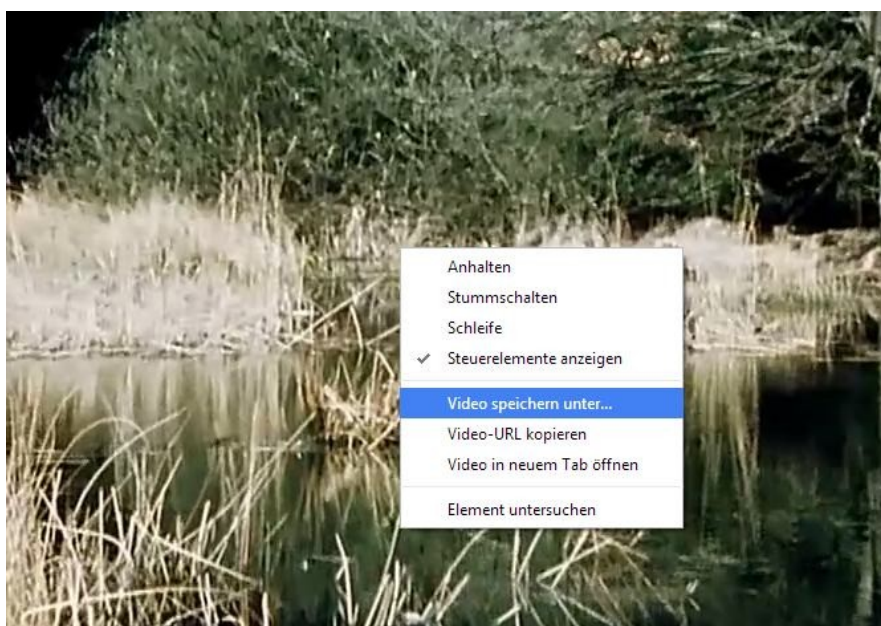 Anhalten
Stummschalten
Schleife
Steuerelemente anzeigen
Video speichern unter...
Video-URL kopieren
Video in neuem Tab öffnen
Element untersuchen